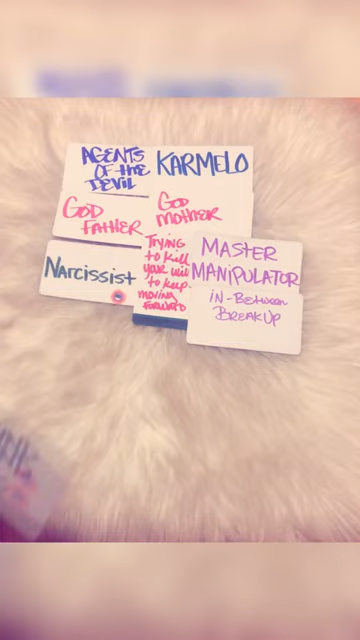 AGENTS
OF the
DEVIL
KARMELO
GOD
FATHER
GOD
MOTHER
Narcissist
Trying
to kill
your will
to keep
moving
forward
MASTER
MANiPULATOR
iN-BetweeN
BREAKUP